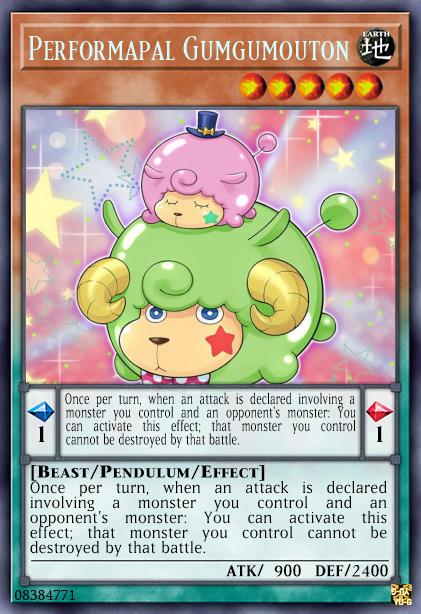 PERFORMAPAL GUMGUMOUTON
EARTH
地
Once per turn, when an attack is declared involving a
monster you control and an opponent's monster: You
can activate this effect; that monster you control
cannot be destroyed by that battle.
1
1
[BEAST/PENDULUM/EFFECT]
Once per turn, when an attack is declared
involving a monster you control and an
opponent's monster: You can activate this
effect; that monster you control cannot be
destroyed by that battle.
ATK/ 900 DEF/2400
08384771